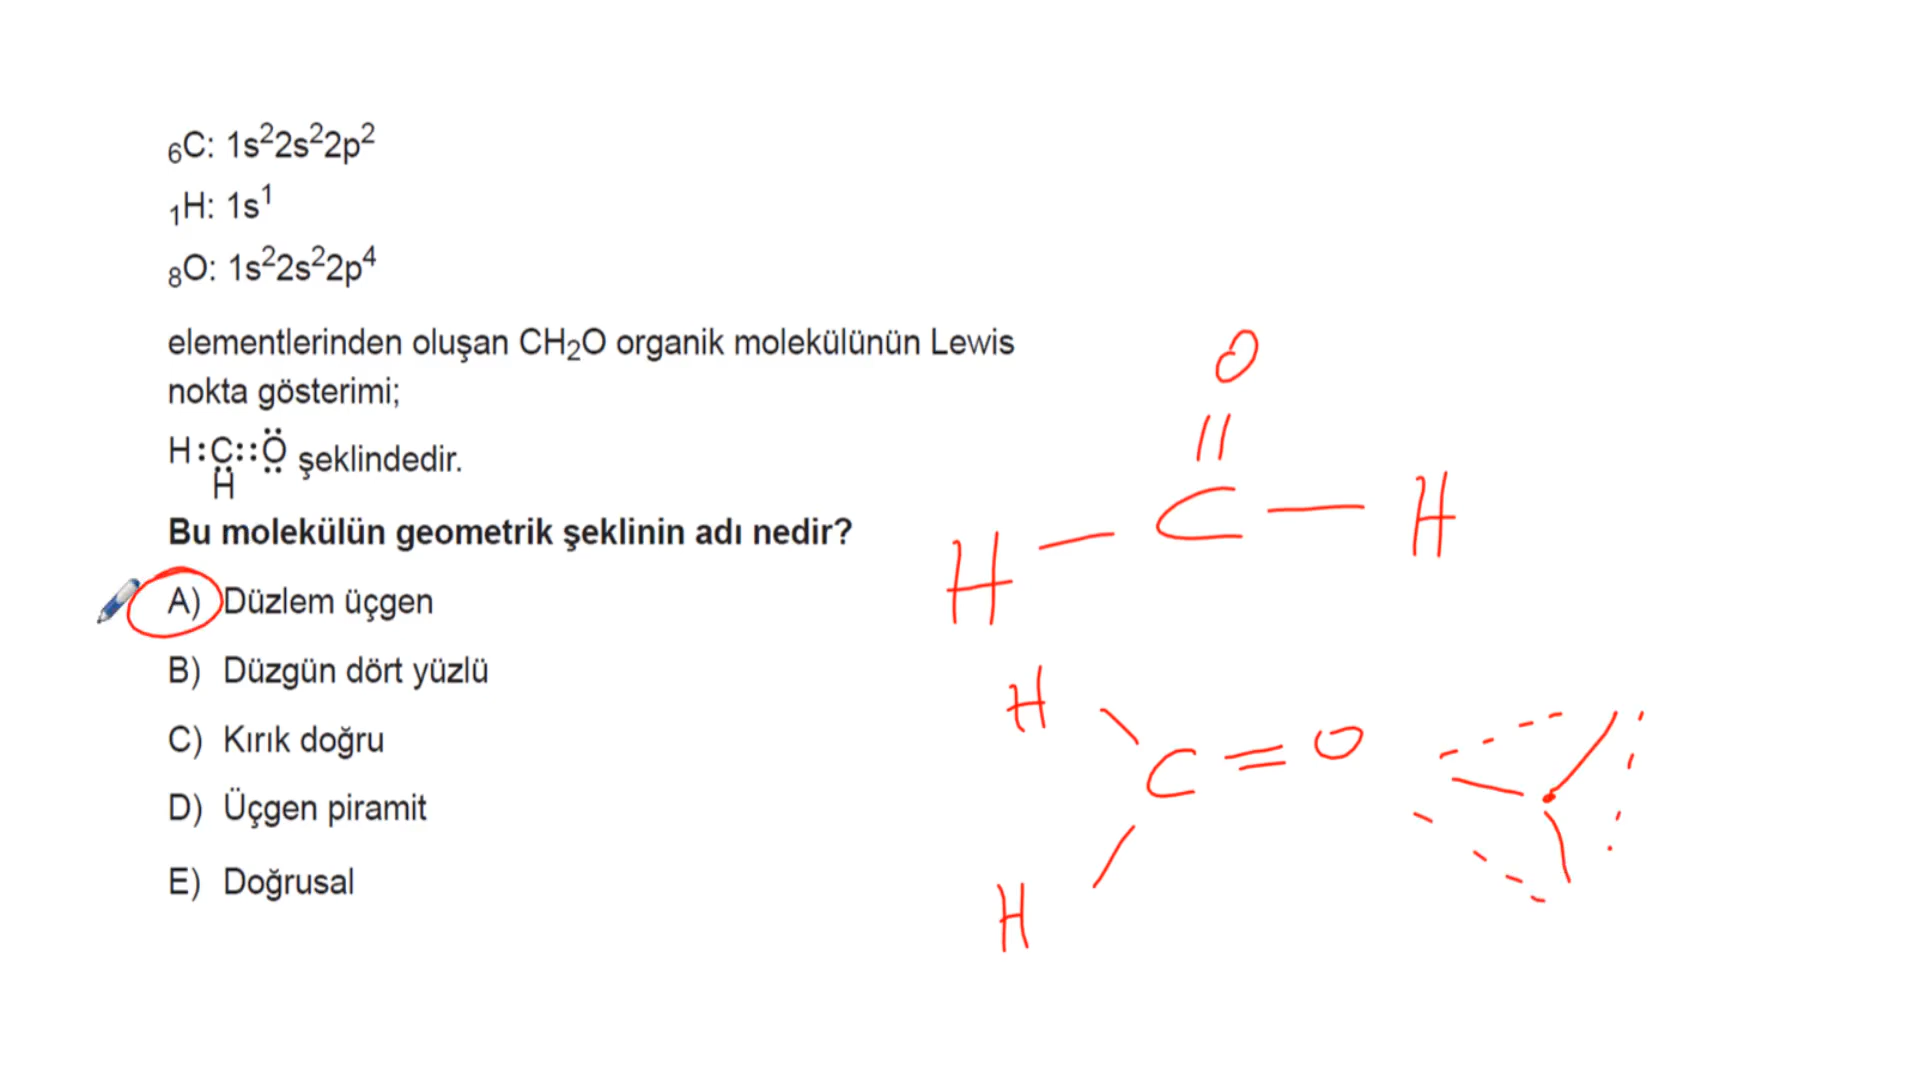 ₆C: 1s²2s²2p²
₁H: 1s¹
₈O: 1s²2s²2p⁴
elementlerinden oluşan CH₂O organik molekülünün Lewis
nokta gösterimi;
H:C::O şeklindedir.
H
Bu molekülün geometrik şeklinin adı nedir?
A) Düzlem üçgen
B) Düzgün dört yüzlü
C) Kırık doğru
D) Üçgen piramit
E) Doğrusal
O
||
H — C — H
H
C = O
H